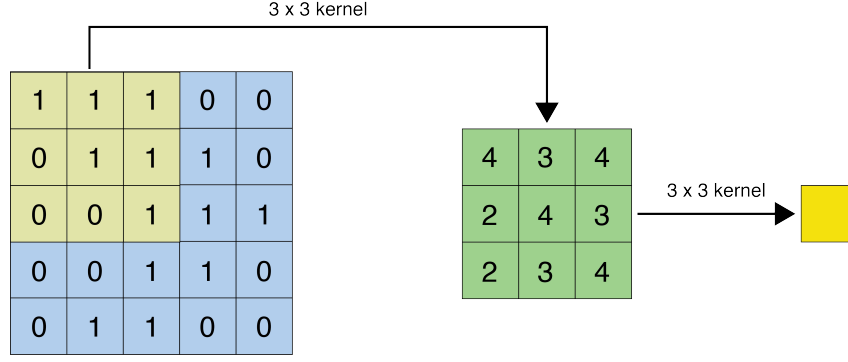 3 x 3 kernel
1 1 1 0 0
0 1 1 1 0
0 0 1 1 1
0 0 1 1 0
0 1 1 0 0
4 3 4
2 4 3
2 3 4
3 x 3 kernel